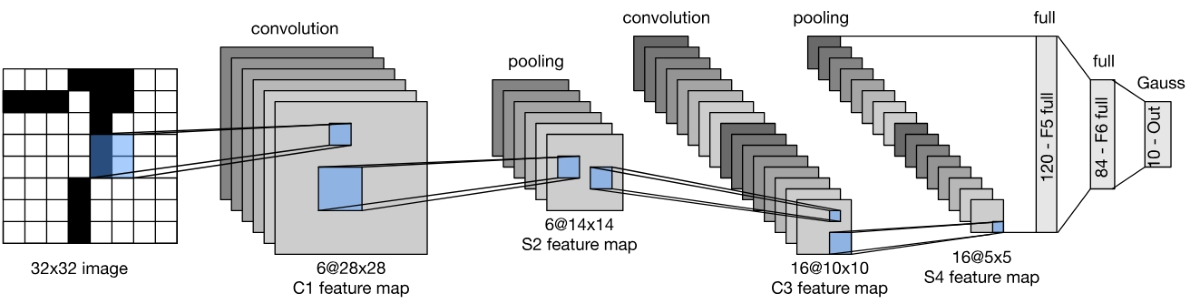 convolution
pooling
convolution
pooling
full
full
Gauss
32x32 image
6@28x28
C1 feature map
6@14x14
S2 feature map
16@10x10
C3 feature map
16@5x5
S4 feature map
120 - F5 full
84 - F6 full
10 - Out